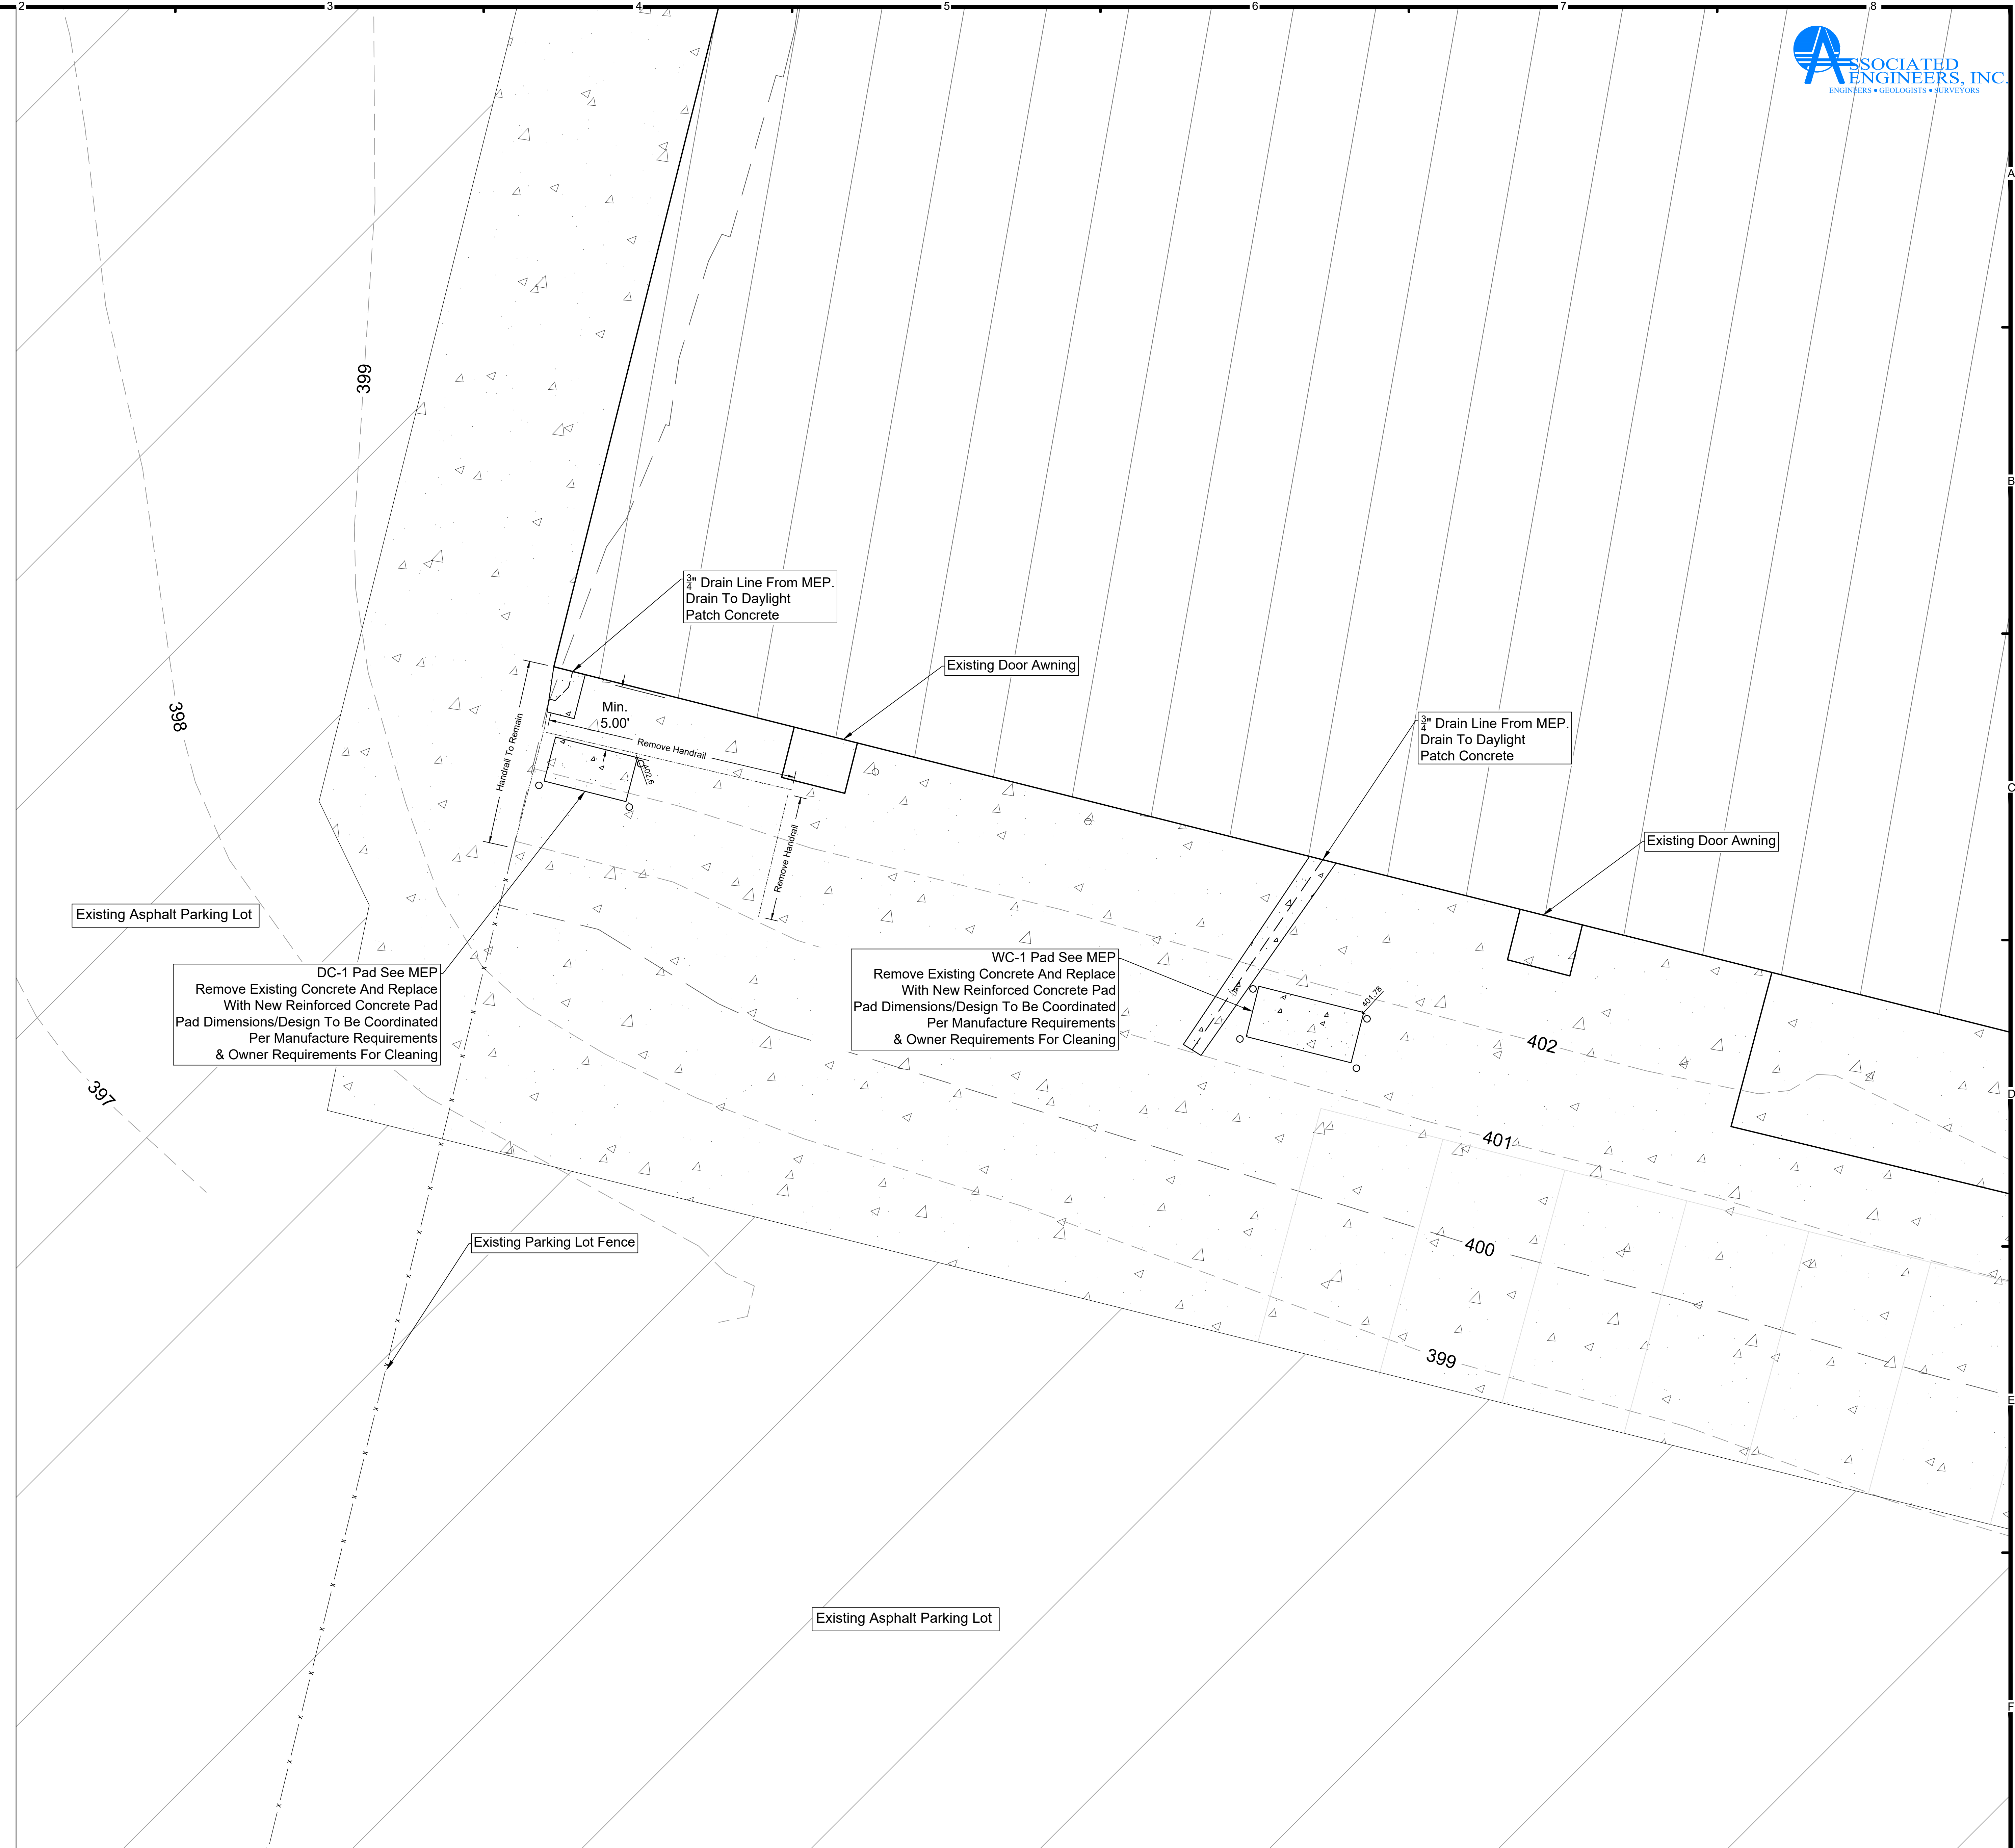 2 3 4 5 6 7 8
ASSOCIATED
ENGINEERS, INC.
ENGINEERS • GEOLOGISTS • SURVEYORS
A
399
B
3/4" Drain Line From MEP.
Drain To Daylight
Patch Concrete
Existing Door Awning
398
Min.
5.00'
Handrail To Remain
Remove Handrail
402.6
3/4" Drain Line From MEP.
Drain To Daylight
Patch Concrete
C
Remove Handrail
Existing Door Awning
Existing Asphalt Parking Lot
DC-1 Pad See MEP
Remove Existing Concrete And Replace
With New Reinforced Concrete Pad
Pad Dimensions/Design To Be Coordinated
Per Manufacture Requirements
& Owner Requirements For Cleaning
WC-1 Pad See MEP
Remove Existing Concrete And Replace
With New Reinforced Concrete Pad
Pad Dimensions/Design To Be Coordinated
Per Manufacture Requirements
& Owner Requirements For Cleaning
401.78
402
397
D
401
Existing Parking Lot Fence
400
399
E
Existing Asphalt Parking Lot
F